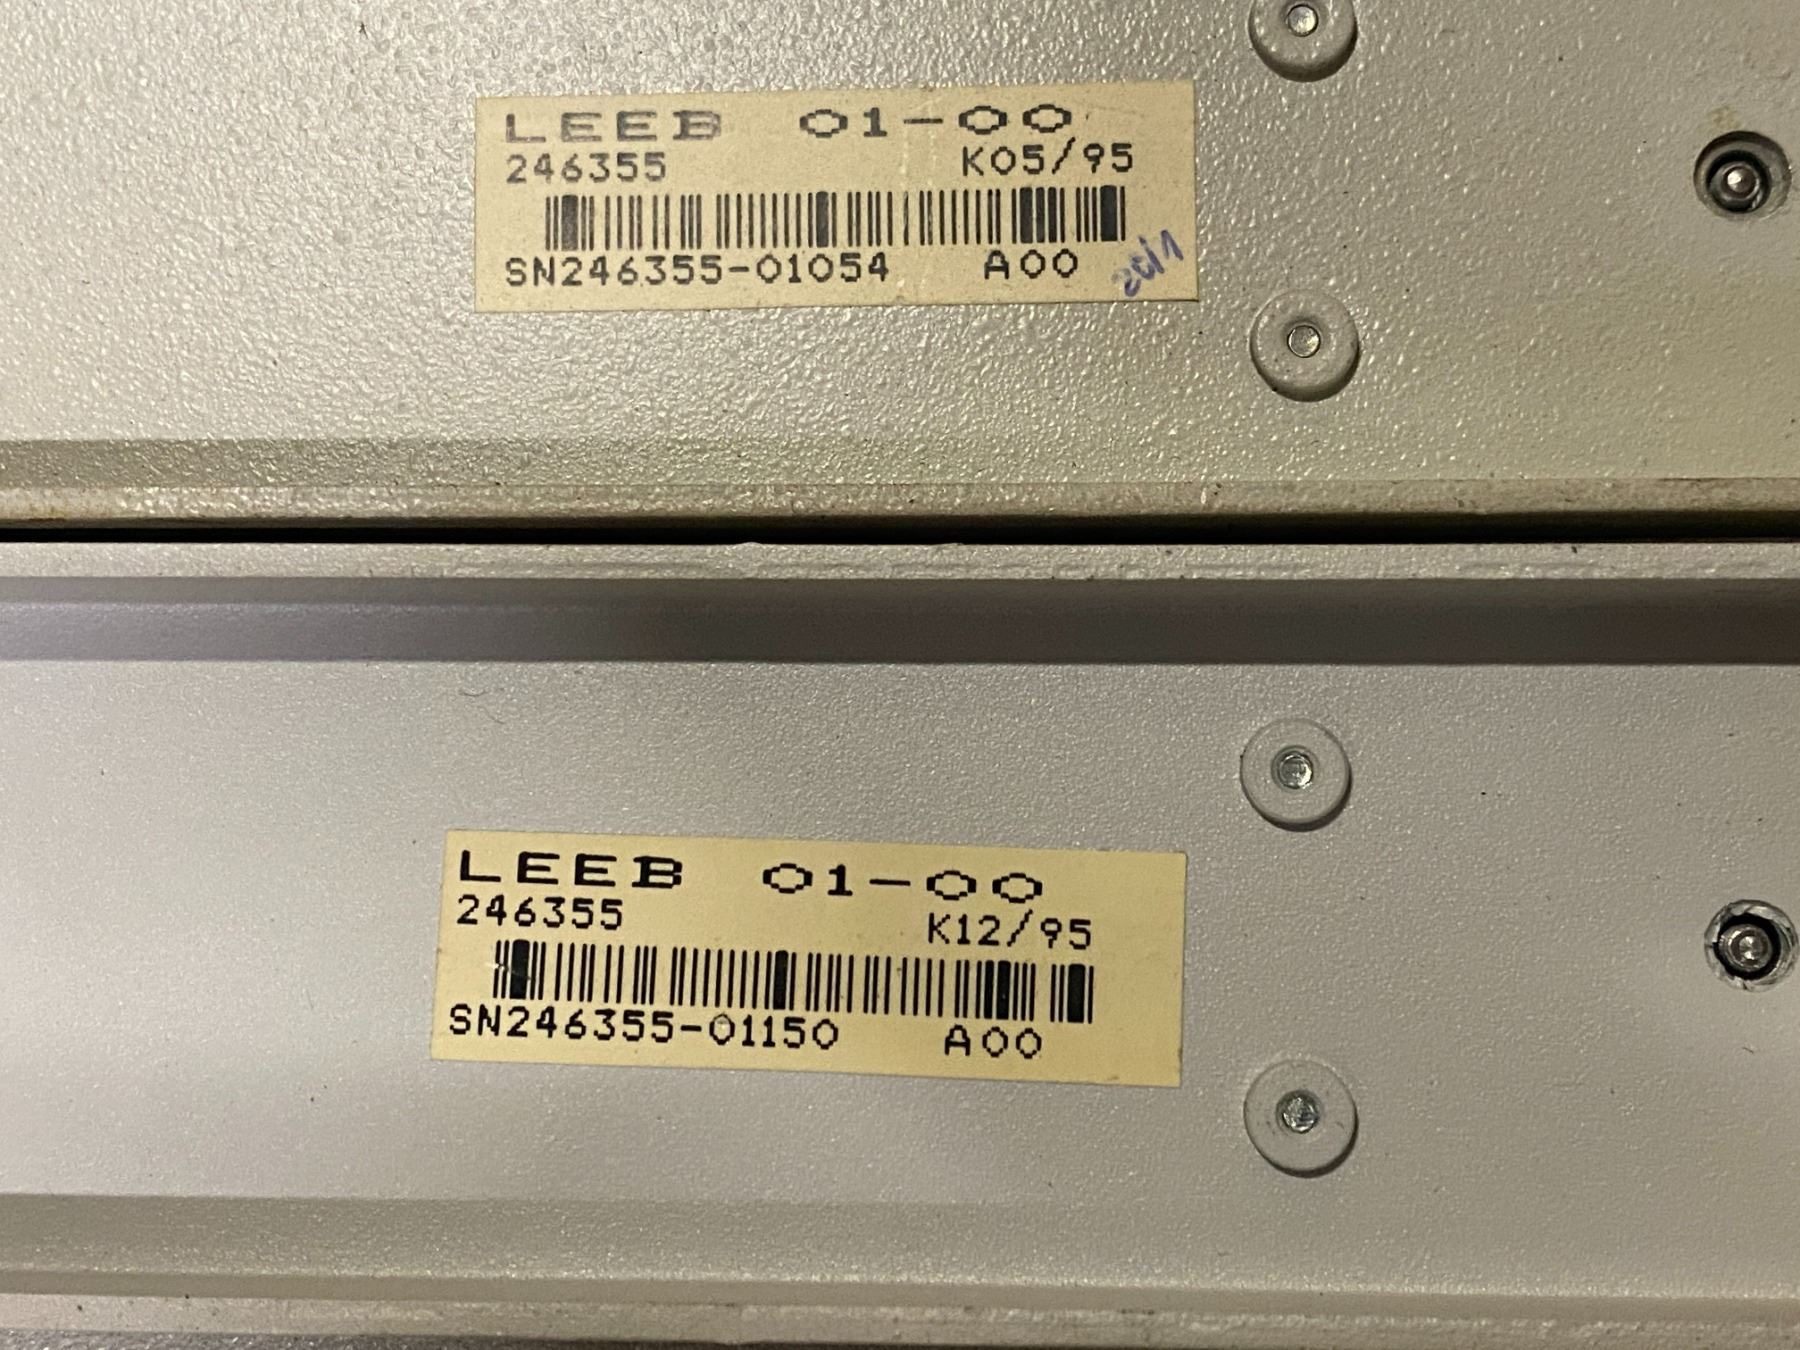 LEEB 01-00
246355 K05/95
SN246355-01054 A00
LEEB 01-00
246355 K12/95
SN246355-01150 A00